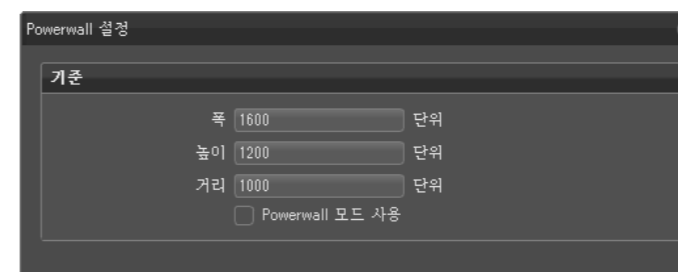 Powerwall 설정
기준
폭 1600 단위
높이 1200 단위
거리 1000 단위
Powerwall 모드 사용